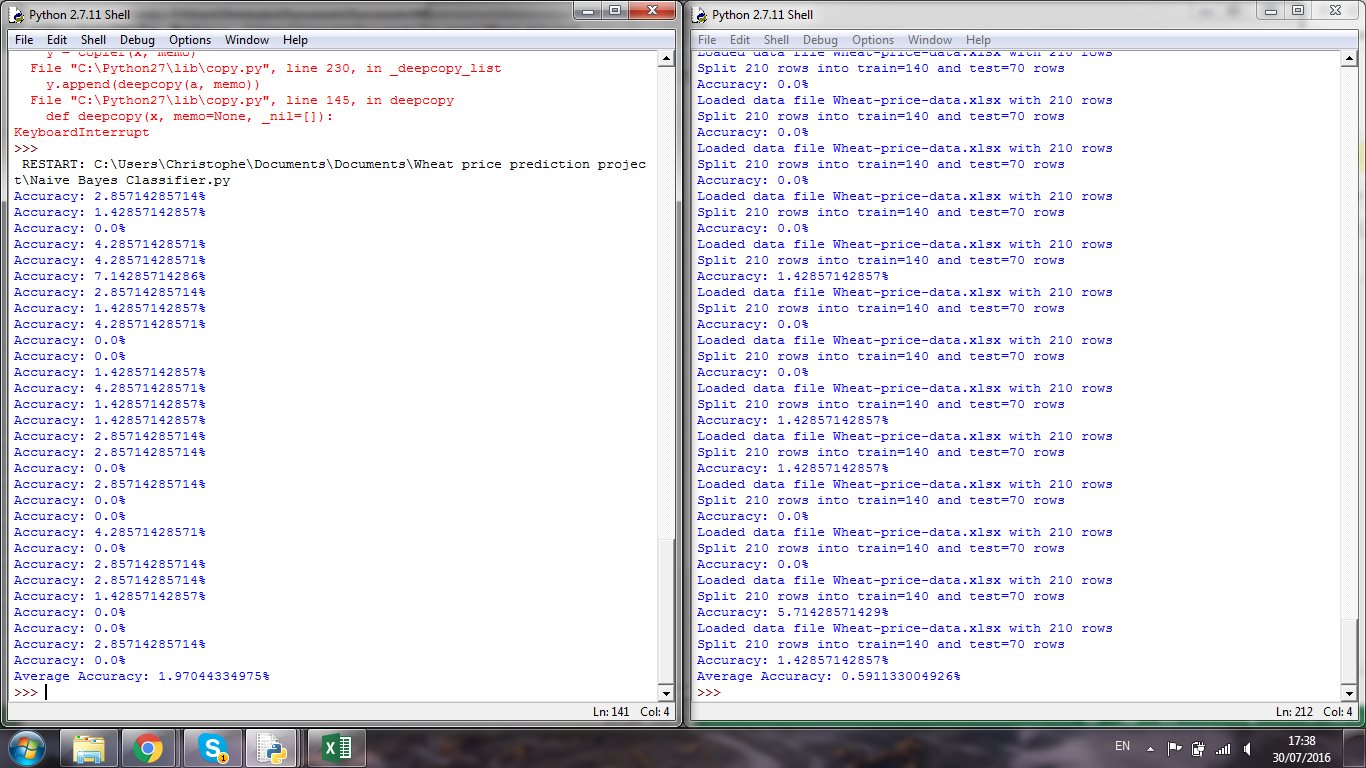 Python 2.7.11 Shell
File Edit Shell Debug Options Window Help
y = copier(x, memo)
File "C:\Python27\lib\copy.py", line 230, in _deepcopy_list
y.append(deepcopy(a, memo))
File "C:\Python27\lib\copy.py", line 145, in deepcopy
def deepcopy(x, memo=None, _nil=[]):
KeyboardInterrupt
>>>
RESTART: C:\Users\Christophe\Documents\Documents\Wheat price prediction projec
t\Naive Bayes Classifier.py
Accuracy: 2.85714285714%
Accuracy: 1.42857142857%
Accuracy: 0.0%
Accuracy: 4.28571428571%
Accuracy: 4.28571428571%
Accuracy: 7.14285714286%
Accuracy: 2.85714285714%
Accuracy: 1.42857142857%
Accuracy: 4.28571428571%
Accuracy: 0.0%
Accuracy: 0.0%
Accuracy: 1.42857142857%
Accuracy: 4.28571428571%
Accuracy: 1.42857142857%
Accuracy: 1.42857142857%
Accuracy: 2.85714285714%
Accuracy: 2.85714285714%
Accuracy: 0.0%
Accuracy: 2.85714285714%
Accuracy: 0.0%
Accuracy: 0.0%
Accuracy: 4.28571428571%
Accuracy: 0.0%
Accuracy: 2.85714285714%
Accuracy: 2.85714285714%
Accuracy: 1.42857142857%
Accuracy: 0.0%
Accuracy: 0.0%
Accuracy: 2.85714285714%
Accuracy: 0.0%
Average Accuracy: 1.97044334975%
>>>
Ln: 141 Col: 4
Python 2.7.11 Shell
File Edit Shell Debug Options Window Help
Loaded data file Wheat-price-data.xlsx with 210 rows
Split 210 rows into train=140 and test=70 rows
Accuracy: 0.0%
Loaded data file Wheat-price-data.xlsx with 210 rows
Split 210 rows into train=140 and test=70 rows
Accuracy: 0.0%
Loaded data file Wheat-price-data.xlsx with 210 rows
Split 210 rows into train=140 and test=70 rows
Accuracy: 0.0%
Loaded data file Wheat-price-data.xlsx with 210 rows
Split 210 rows into train=140 and test=70 rows
Accuracy: 0.0%
Loaded data file Wheat-price-data.xlsx with 210 rows
Split 210 rows into train=140 and test=70 rows
Accuracy: 1.42857142857%
Loaded data file Wheat-price-data.xlsx with 210 rows
Split 210 rows into train=140 and test=70 rows
Accuracy: 0.0%
Loaded data file Wheat-price-data.xlsx with 210 rows
Split 210 rows into train=140 and test=70 rows
Accuracy: 0.0%
Loaded data file Wheat-price-data.xlsx with 210 rows
Split 210 rows into train=140 and test=70 rows
Accuracy: 1.42857142857%
Loaded data file Wheat-price-data.xlsx with 210 rows
Split 210 rows into train=140 and test=70 rows
Accuracy: 1.42857142857%
Loaded data file Wheat-price-data.xlsx with 210 rows
Split 210 rows into train=140 and test=70 rows
Accuracy: 0.0%
Loaded data file Wheat-price-data.xlsx with 210 rows
Split 210 rows into train=140 and test=70 rows
Accuracy: 0.0%
Loaded data file Wheat-price-data.xlsx with 210 rows
Split 210 rows into train=140 and test=70 rows
Accuracy: 5.71428571429%
Loaded data file Wheat-price-data.xlsx with 210 rows
Split 210 rows into train=140 and test=70 rows
Accuracy: 1.42857142857%
Average Accuracy: 0.591133004926%
>>>
Ln: 212 Col: 4
EN
17:38
30/07/2016